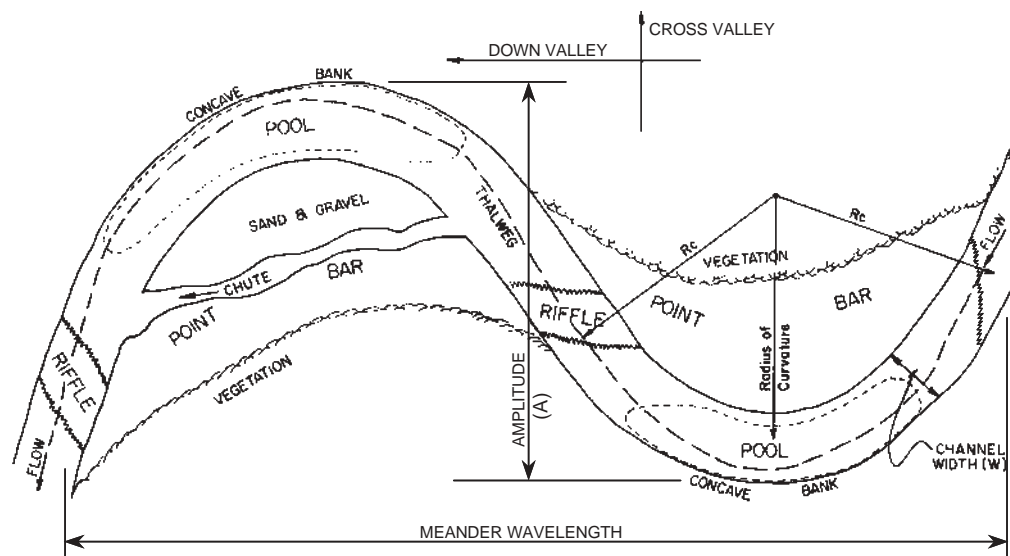 CROSS VALLEY
DOWN VALLEY
BANK
CONCAVE
POOL
THALWEG
SAND & GRAVEL
CHUTE
BAR
POINT
VEGETATION
RIFFLE
FLOW
AMPLITUDE
(A)
RIFFLE
Rc
Rc
VEGETATION
POINT
BAR
FLOW
Radius of
Curvature
POOL
CONCAVE
BANK
CHANNEL
WIDTH (W)
MEANDER WAVELENGTH